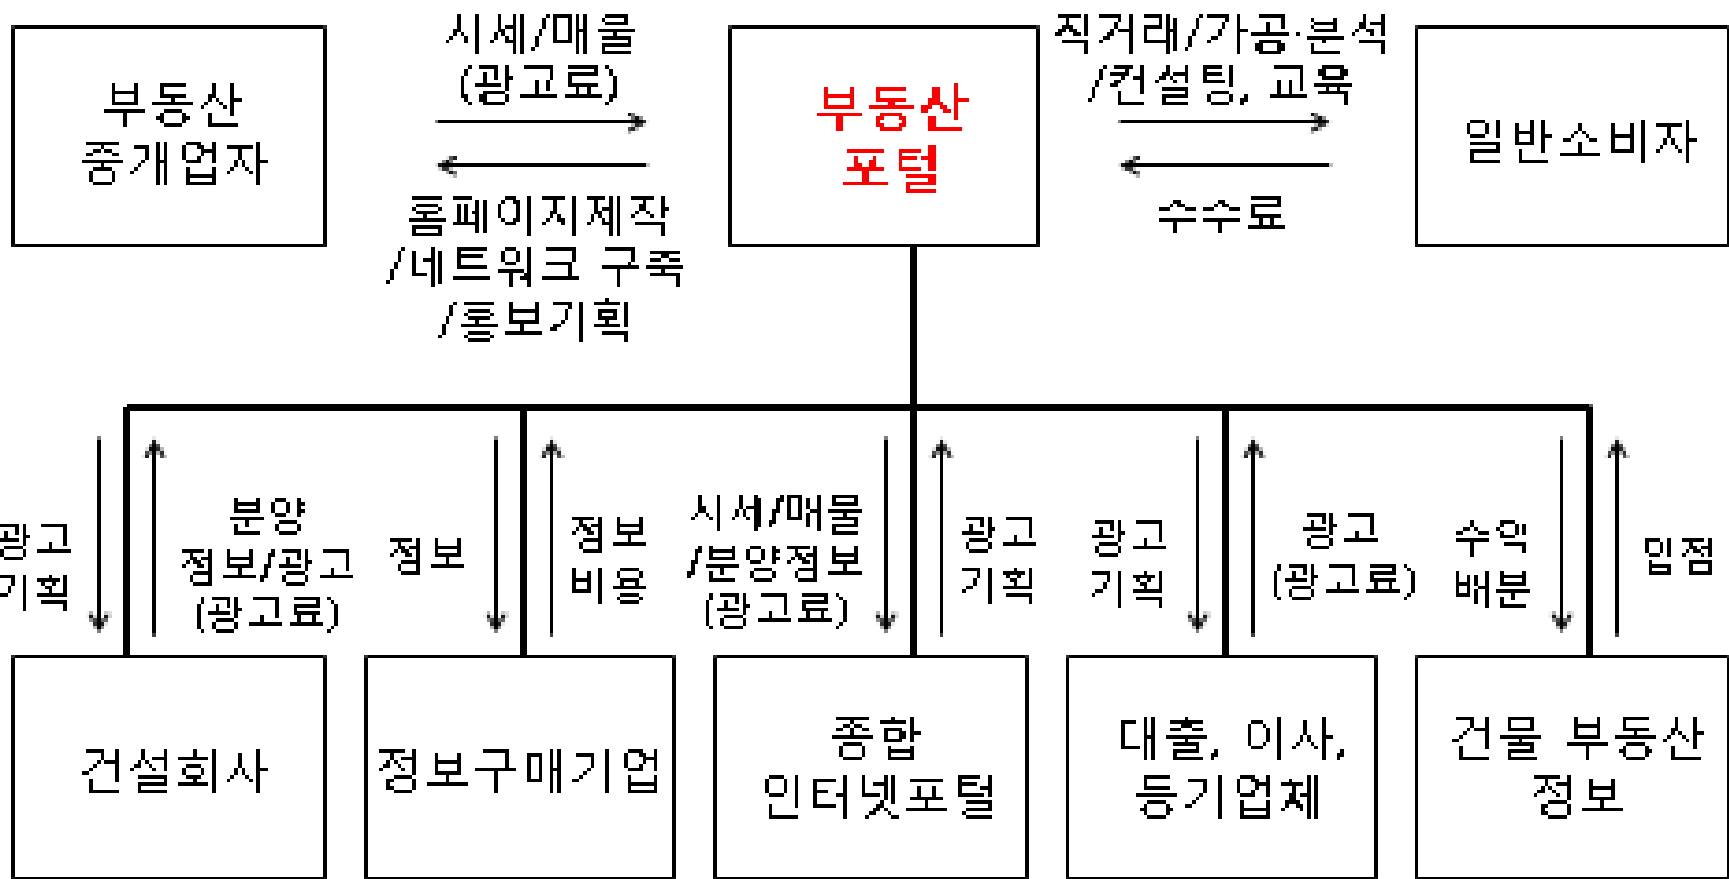 부동산
중개업자
시세/매물
(광고료)
홈페이지제작
/네트워크 구축
/홍보기획
부동산
포털
직거래/가공·분석
/컨설팅, 교육
수수료
일반소비자
광고
기획
분양
정보/광고
(광고료)
정보
정보
비용
시세/매물
/분양정보
(광고료)
광고
기획
광고
기획
광고
(광고료)
수익
배분
입점
건설회사
정보구매기업
종합
인터넷포털
대출, 이사,
등기업체
건물 부동산
정보